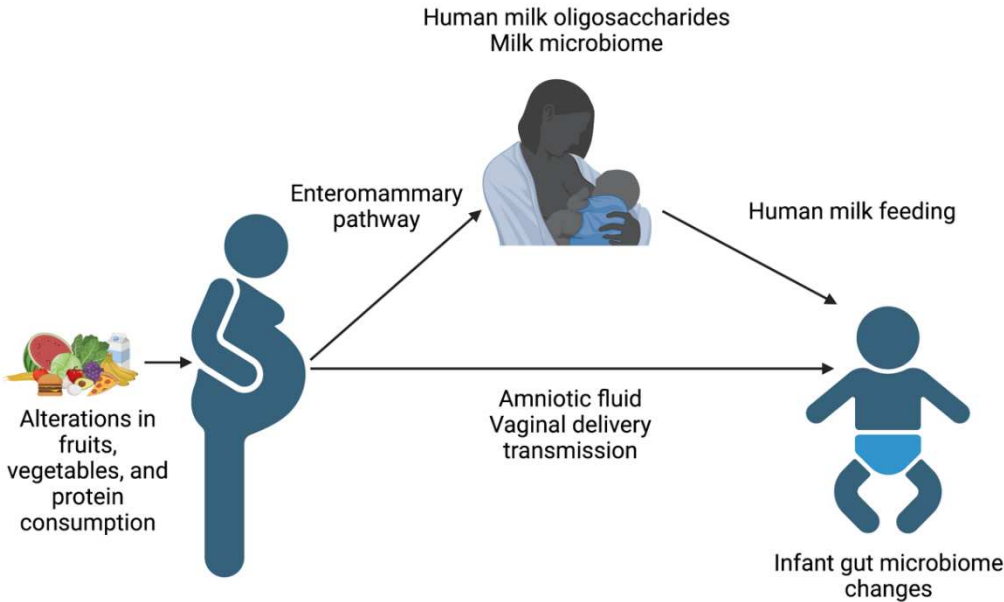 Human milk oligosaccharides
Milk microbiome
Enteromammary
pathway
Human milk feeding
Alterations in
fruits,
vegetables, and
protein
consumption
Amniotic fluid
Vaginal delivery
transmission
Infant gut microbiome
changes